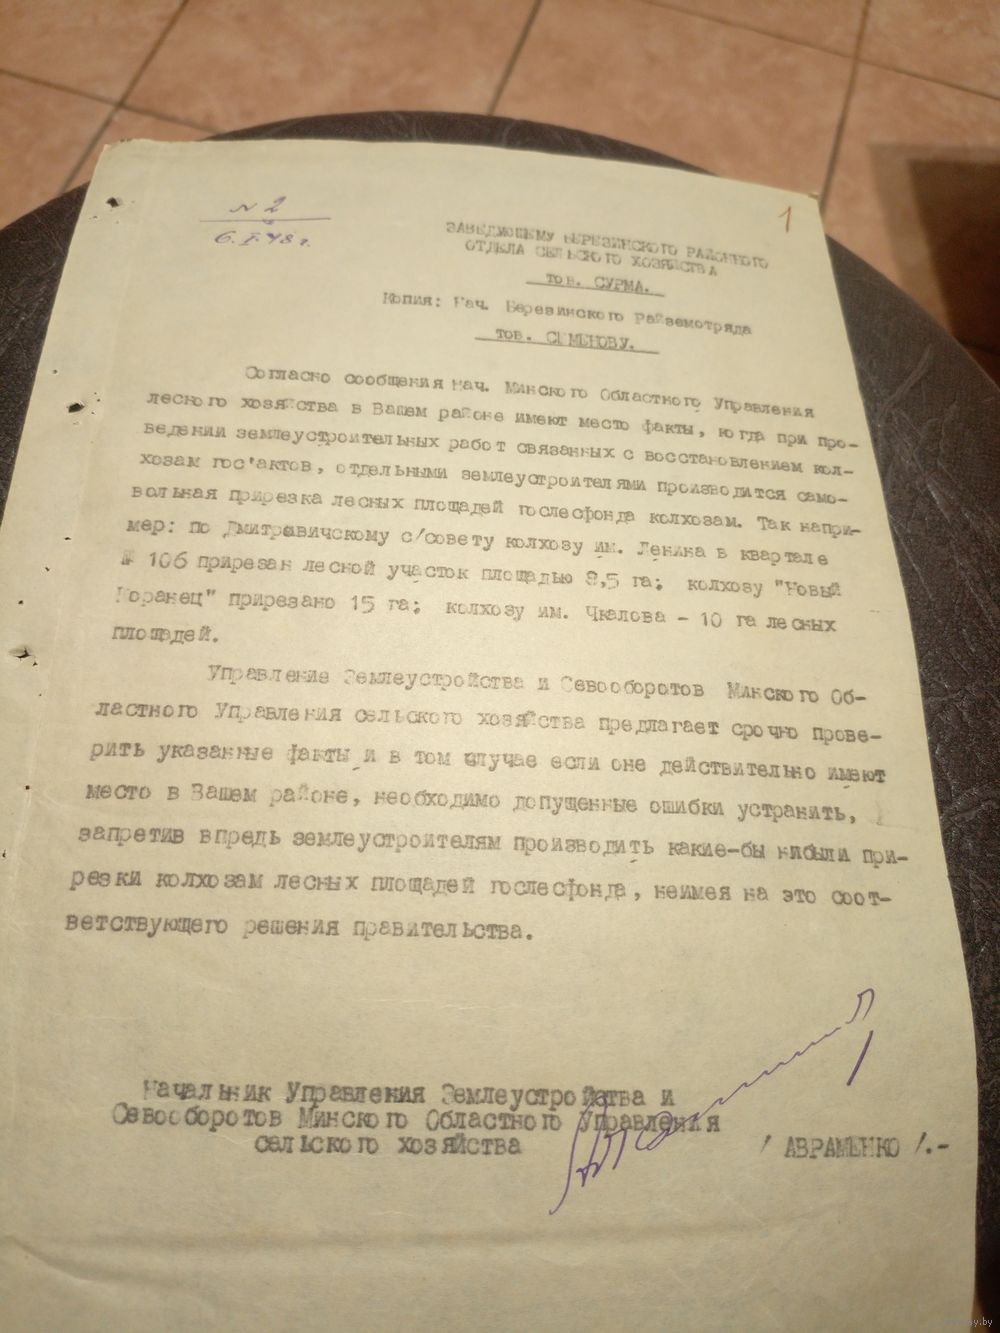 N 2
6.I.48 г.
1
ЗАВЕДУЮЩЕМУ БЕРЕЗИНСКОГО РАЙОННОГО
ОТДЕЛА СЕЛЬСКОГО ХОЗЯЙСТВА
тов. СУРМА.
Копия: Нач. Березинского Райземотряда
тов. СЕМЕНОВУ.
Согласно сообщения нач. Минского Областного Управления
лесного хозяйства в Вашем районе имеют место факты, когда при про-
ведении землеустроительных работ связанных с восстановлением кол-
хозам гос'актов, отдельными землеустроителями производится само-
вольная прирезка лесных площадей гослесфонда колхозам. Так напри-
мер: по Дмитравичскому с/совету колхозу им. Ленина в квартале
№ 106 прирезан лесной участок площадью 8,5 га; колхозу "Новый
Боранец" прирезано 15 га; колхозу им. Чкалова - 10 га лесных
площадей.
Управление Землеустройства и Севооборотов Минского Об-
ластного Управления сельского хозяйства предлагает срочно прове-
рить указанные факты и в том случае если оне действительно имеют
место в Вашем районе, необходимо допущенные ошибки устранить,
запретив впредь землеустроителям производить какие-бы нибыли при-
резки колхозам лесных площадей гослесфонда, неимея на это соот-
ветствующего решения правительства.
Начальник Управления Землеустройства и
Севооборотов Минского Областного Управления
сельского хозяйства
/ АВРАМЕНКО /.-